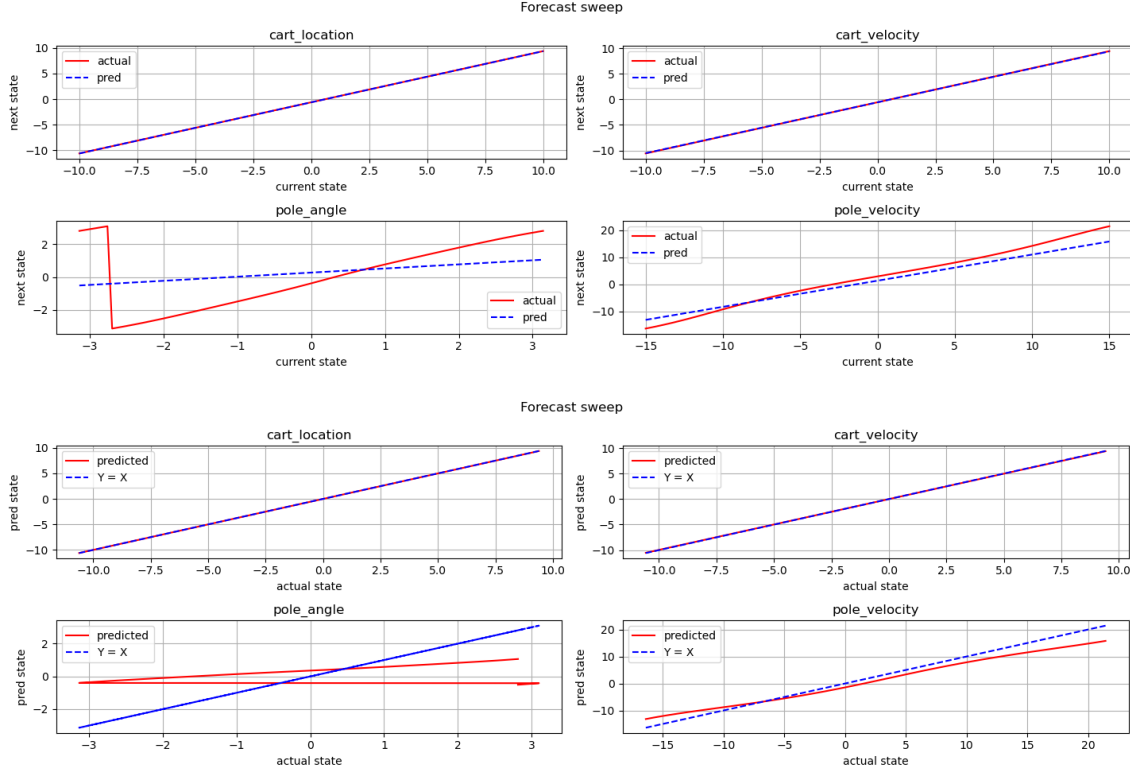 Forecast sweep
cart_location
cart_velocity
next state
10
5
0
−5
−10
actual
pred
−10.0 −7.5 −5.0 −2.5 0.0 2.5 5.0 7.5 10.0
current state
next state
10
5
0
−5
−10
actual
pred
−10.0 −7.5 −5.0 −2.5 0.0 2.5 5.0 7.5 10.0
current state
pole_angle
pole_velocity
next state
2
0
−2
actual
pred
−3 −2 −1 0 1 2 3
current state
next state
20
10
0
−10
actual
pred
−15 −10 −5 0 5 10 15
current state
Forecast sweep
cart_location
cart_velocity
pred state
10
5
0
−5
−10
predicted
Y = X
−10.0 −7.5 −5.0 −2.5 0.0 2.5 5.0 7.5 10.0
actual state
pred state
10
5
0
−5
−10
predicted
Y = X
−10.0 −7.5 −5.0 −2.5 0.0 2.5 5.0 7.5 10.0
actual state
pole_angle
pole_velocity
pred state
2
0
−2
predicted
Y = X
−3 −2 −1 0 1 2 3
actual state
pred state
20
10
0
−10
predicted
Y = X
−15 −10 −5 0 5 10 15 20
actual state